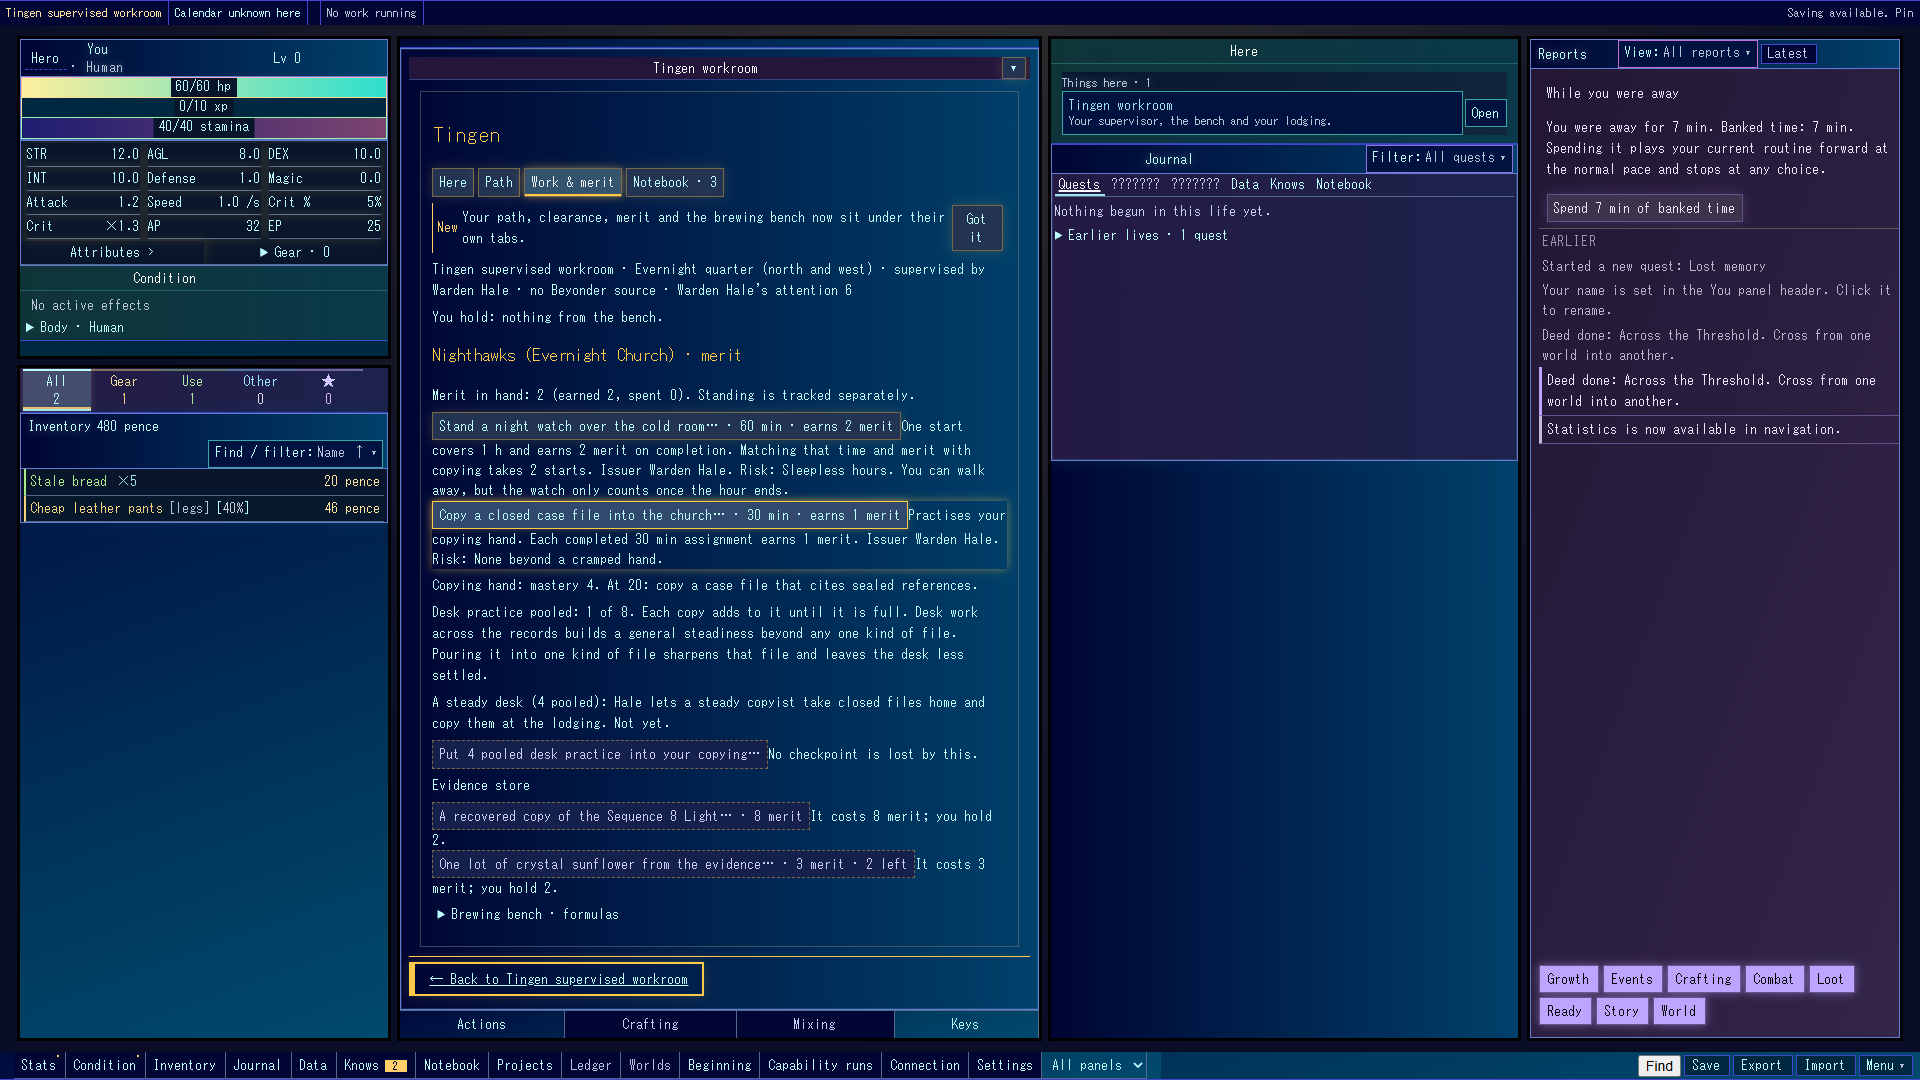 Tingen supervised workroom
Calendar unknown here
No work running
Saving available. Pin
Hero · You
Human
Lv 0
60/60 hp
0/10 xp
40/40 stamina
STR 12.0 AGL 8.0 DEX 10.0
INT 10.0 Defense 1.0 Magic 0.0
Attack 1.2 Speed 1.0 /s Crit % 5%
Crit ×1.3 AP 32 EP 25
Attributes >
▶ Gear · 0
Condition
No active effects
▶ Body · Human
All Gear Use Other ★
2 1 1 0 0
Inventory 480 pence
Find / filter: Name ↑ ▾
Stale bread ×5 20 pence
Cheap leather pants [legs] [40%] 46 pence
Tingen workroom
▾
Tingen
Here
Path
Work & merit
Notebook · 3
New
Your path, clearance, merit and the brewing bench now sit under their
own tabs.
Got
it
Tingen supervised workroom · Evernight quarter (north and west) · supervised by
Warden Hale · no Beyonder source · Warden Hale's attention 6
You hold: nothing from the bench.
Nighthawks (Evernight Church) · merit
Merit in hand: 2 (earned 2, spent 0). Standing is tracked separately.
Stand a night watch over the cold room… · 60 min · earns 2 merit One start
covers 1 h and earns 2 merit on completion. Matching that time and merit with
copying takes 2 starts. Issuer Warden Hale. Risk: Sleepless hours. You can walk
away, but the watch only counts once the hour ends.
Copy a closed case file into the church… · 30 min · earns 1 merit Practises your
copying hand. Each completed 30 min assignment earns 1 merit. Issuer Warden Hale.
Risk: None beyond a cramped hand.
Copying hand: mastery 4. At 20: copy a case file that cites sealed references.
Desk practice pooled: 1 of 8. Each copy adds to it until it is full. Desk work
across the records builds a general steadiness beyond any one kind of file.
Pouring it into one kind of file sharpens that file and leaves the desk less
settled.
A steady desk (4 pooled): Hale lets a steady copyist take closed files home and
copy them at the lodging. Not yet.
Put 4 pooled desk practice into your copying… No checkpoint is lost by this.
Evidence store
A recovered copy of the Sequence 8 Light… · 8 merit It costs 8 merit; you hold
2.
One lot of crystal sunflower from the evidence… · 3 merit · 2 left It costs 3
merit; you hold 2.
▶ Brewing bench · formulas
← Back to Tingen supervised workroom
Actions
Crafting
Mixing
Keys
Here
Things here · 1
Tingen workroom
Your supervisor, the bench and your lodging.
Open
Journal
Filter: All quests ▾
Quests ??????? ??????? Data Knows Notebook
Nothing begun in this life yet.
▶ Earlier lives · 1 quest
Reports
View: All reports ▾
Latest
While you were away
You were away for 7 min. Banked time: 7 min.
Spending it plays your current routine forward at
the normal pace and stops at any choice.
Spend 7 min of banked time
EARLIER
Started a new quest: Lost memory
Your name is set in the You panel header. Click it
to rename.
Deed done: Across the Threshold. Cross from one
world into another.
Deed done: Across the Threshold. Cross from one
world into another.
Statistics is now available in navigation.
Growth
Events
Crafting
Combat
Loot
Ready
Story
World
Stats
Condition
Inventory
Journal
Data
Knows 2
Notebook
Projects
Ledger
Worlds
Beginning
Capability runs
Connection
Settings
All panels
Find
Save
Export
Import
Menu ▾